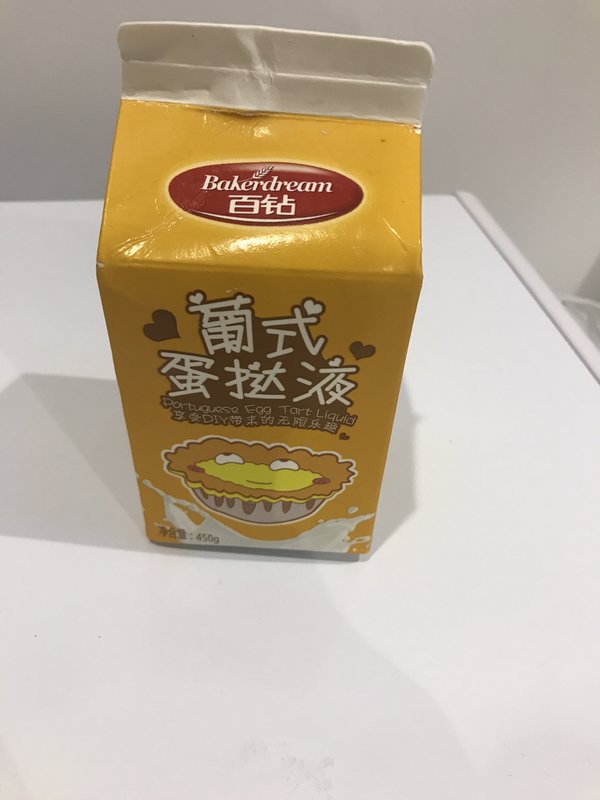 Bakerdream
百钻
葡式
蛋挞液
Portuguese Egg Tart Liquid
享受DIY带来的无限乐趣
净含量：450g